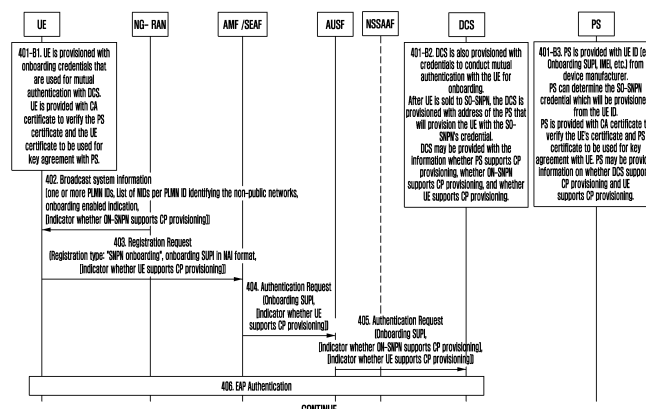 UE
NG- RAN
AMF /SEAF
AUSF
NSSAAF
DCS
PS
401-B1. UE is provisioned with
onboarding credentials that
are used for mutual
authentication with DCS.
UE is provided with CA
certificate to verify the PS
certificate and the UE
certificate to be used for
key agreement with PS.
401-B2. DCS is also provisioned with
credentials to conduct mutual
authentication with the UE for
onboarding.
After UE is sold to SO-SNPN, the DCS is
provisioned with address of the PS that
will provision the UE with the SO-
SNPN's credential.
DCS may be provided with the
information whether PS supports CP
provisioning, whether ON-SNPN
supports CP provisioning, and whether
UE supports CP provisioning.
401-B3. PS is provided with UE ID (e
Onboarding SUPI, IMEI, etc.) from
device manufacturer.
PS can determine the SO-SNPN
credential which will be provisione
from the UE ID.
PS is provided with CA certificate t
verify the UE's certificate and PS
certificate to be used for key
agreement with UE. PS may be provid
information on whether DCS suppor
CP provisioning and UE
supports CP provisioning.
402. Broadcast system information
(one or more PLMN IDs, List of NIDs per PLMN ID identifying the non-public networks,
onboarding enabled indication,
[Indicator whether ON-SNPN supports CP provisioning])
403. Registration Request
(Registration type: "SNPN onboarding", onboarding SUPI in NAI format,
[Indicator whether UE supports CP provisioning])
404. Authentication Request
(Onboarding SUPI,
[Indicator whether UE
supports CP provisioning])
405. Authentication Request
(Onboarding SUPI,
[Indicator whether ON-SNPN supports CP provisioning],
[Indicator whether UE supports CP provisioning])
406. EAP Authentication
CONTINUE